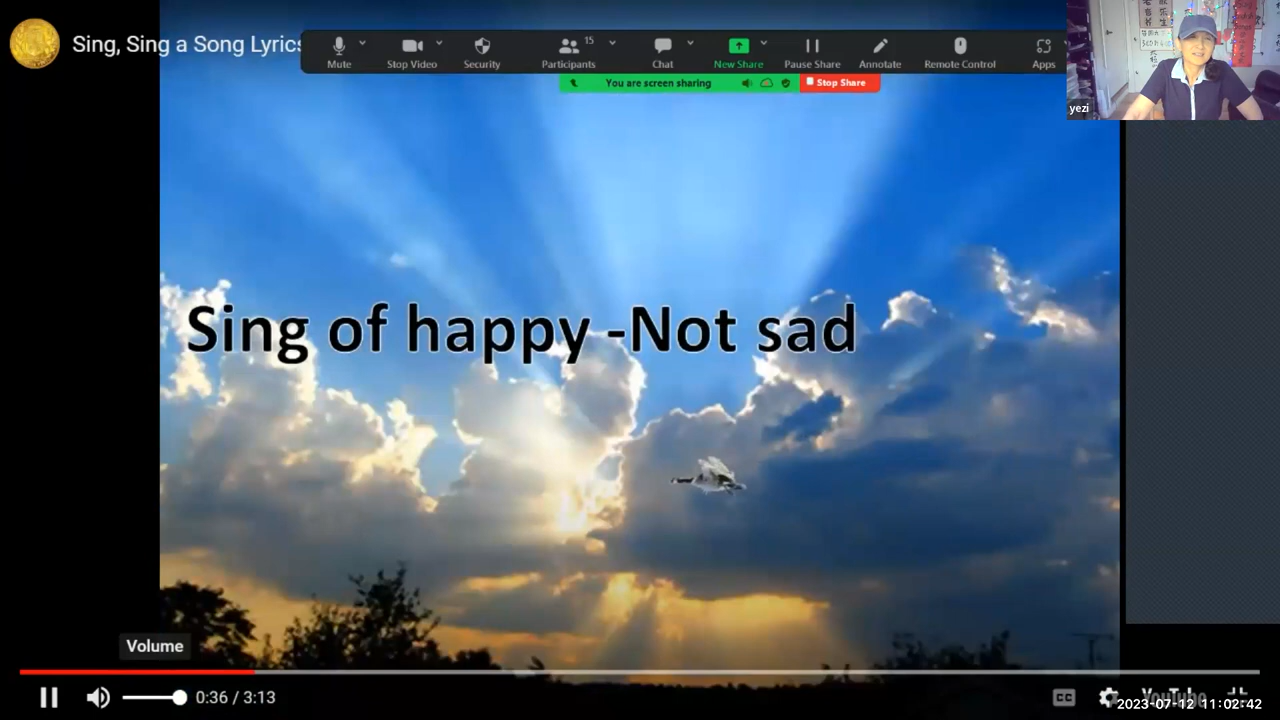 Sing, Sing a Song Lyrics
Mute
Stop Video
Security
Participants
15
Chat
New Share
Pause Share
Annotate
Remote Control
Apps
You are screen sharing
Stop Share
yezi
Sing of happy -Not sad
Volume
0:36 / 3:13
CC
YouTube
2023-07-12 11:02:42